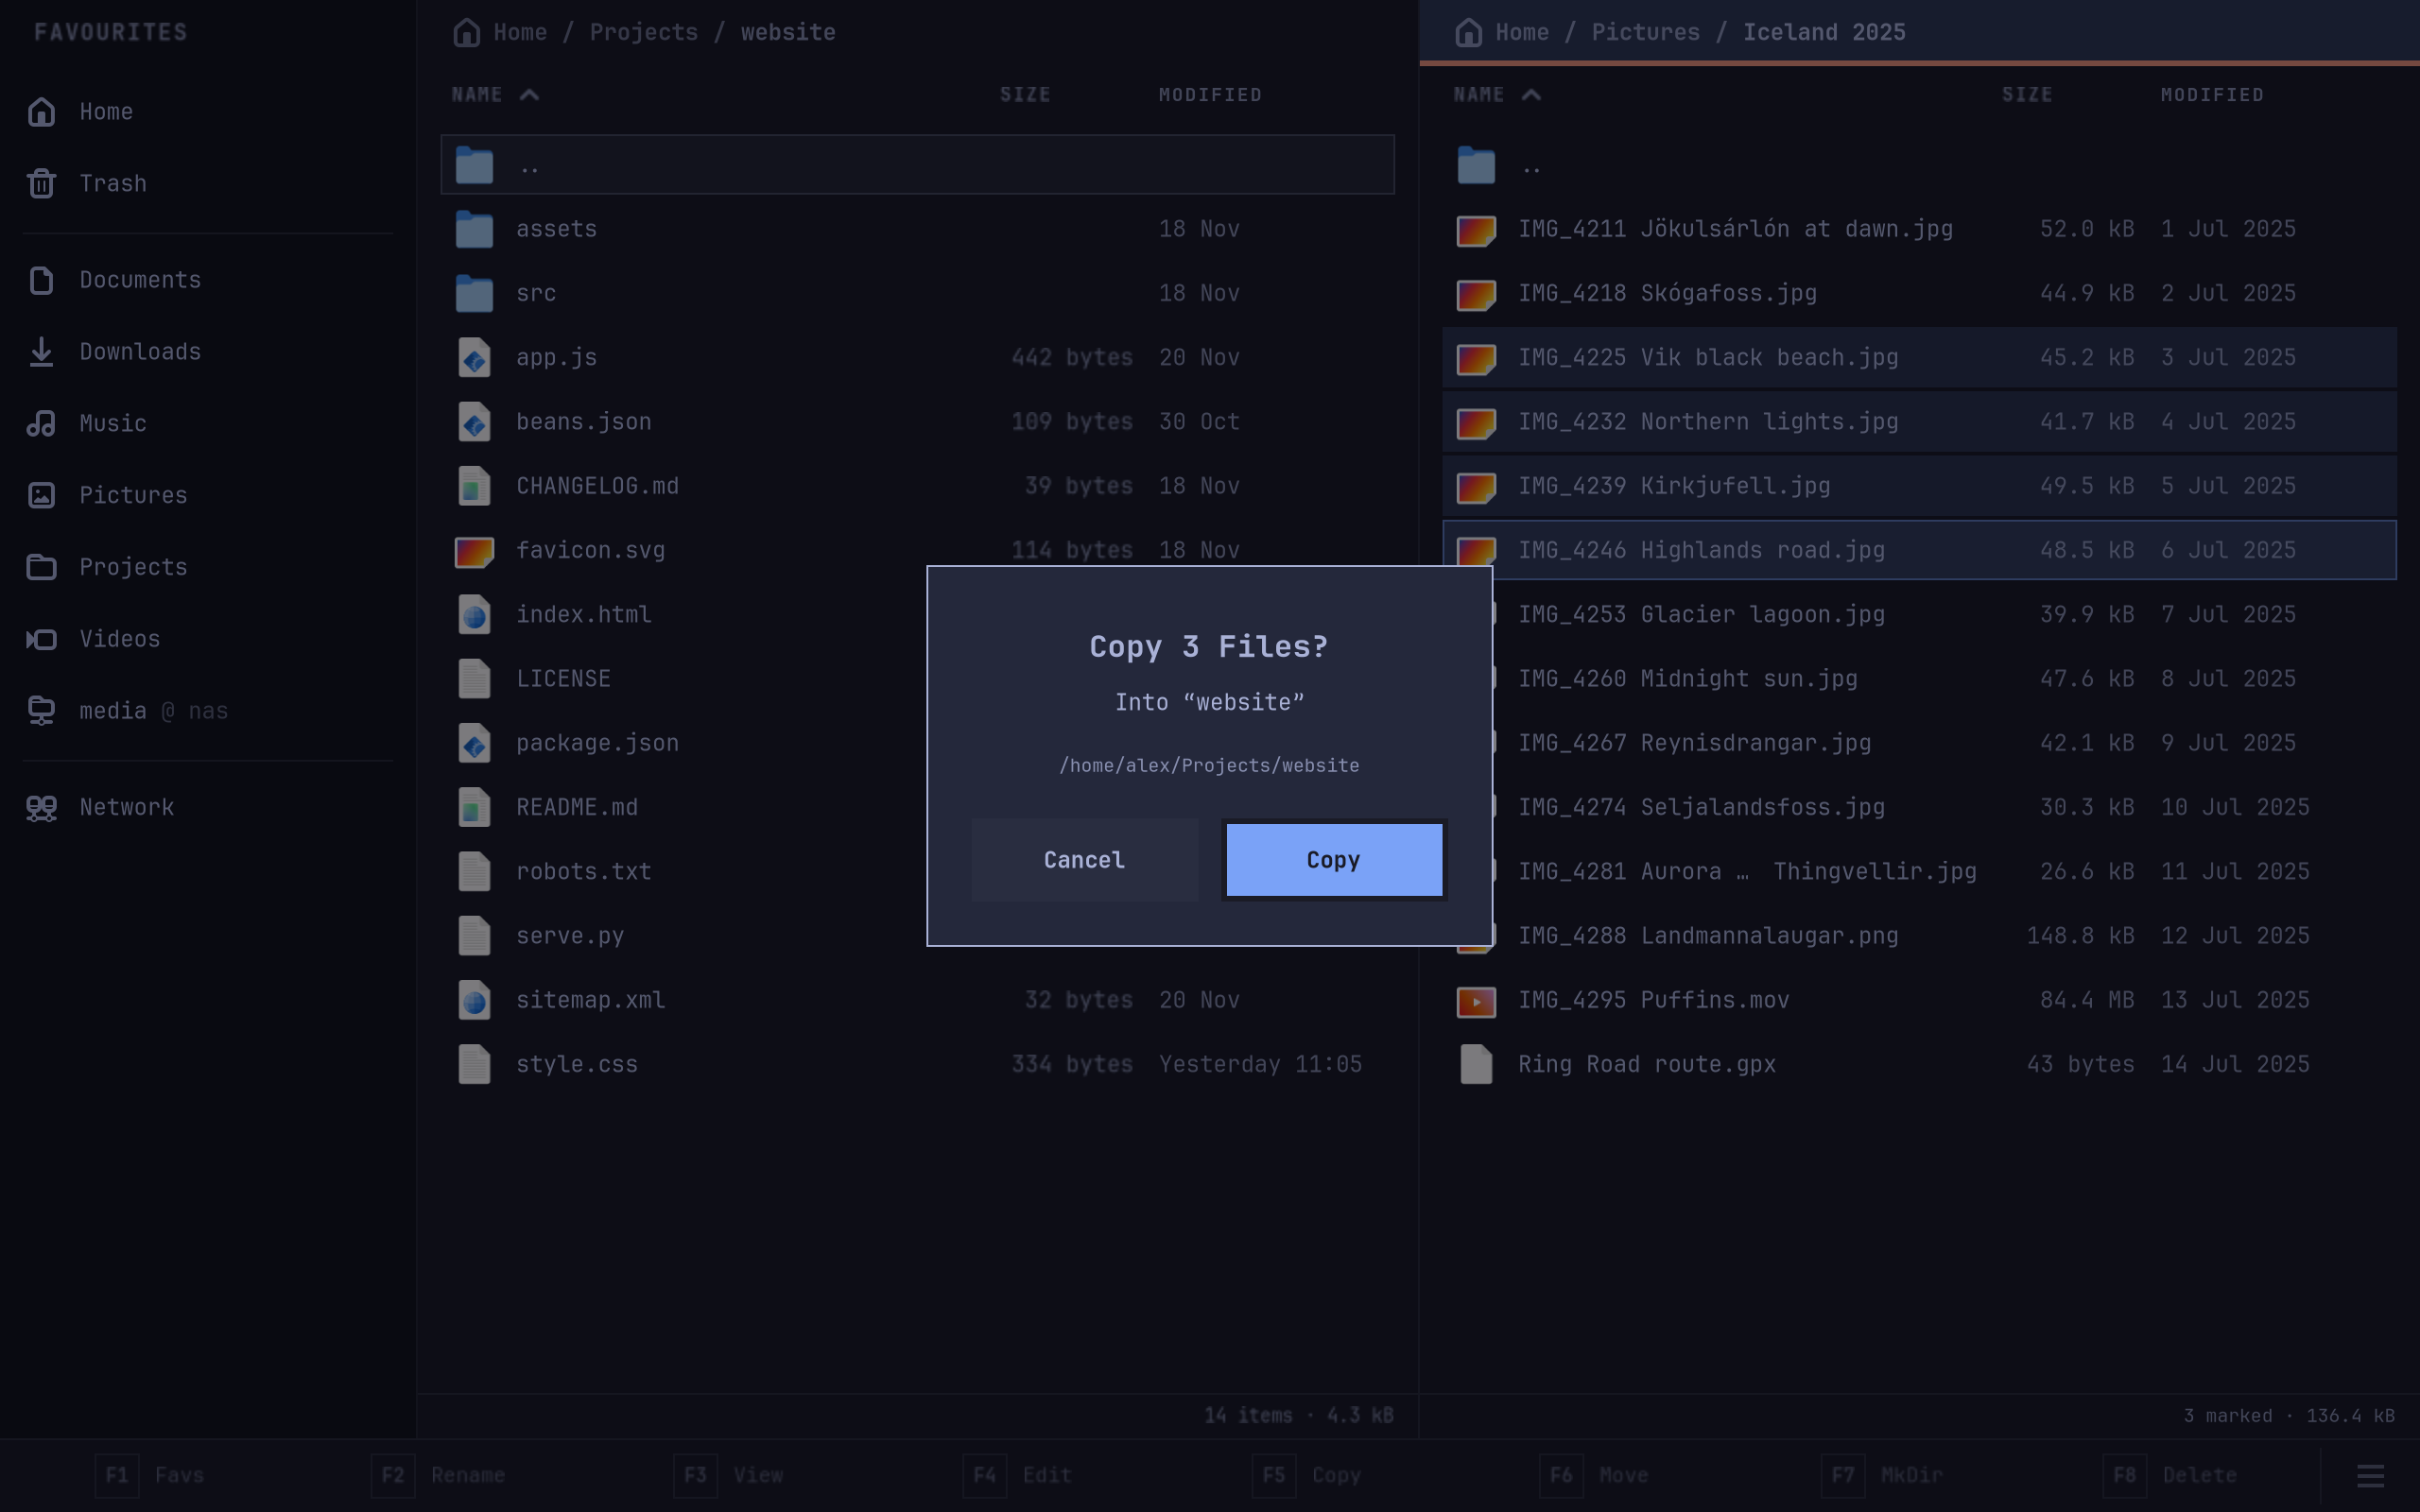 FAVOURITES
Home
Trash
Documents
Downloads
Music
Pictures
Projects
Videos
media @ nas
Network
Home / Projects / website
NAME SIZE MODIFIED
..
assets 18 Nov
src 18 Nov
app.js 442 bytes 20 Nov
beans.json 109 bytes 30 Oct
CHANGELOG.md 39 bytes 18 Nov
favicon.svg 114 bytes 18 Nov
index.html
LICENSE
package.json
README.md
robots.txt
serve.py
sitemap.xml 32 bytes 20 Nov
style.css 334 bytes Yesterday 11:05
14 items · 4.3 kB
Home / Pictures / Iceland 2025
NAME SIZE MODIFIED
..
IMG_4211 Jökulsárlón at dawn.jpg 52.0 kB 1 Jul 2025
IMG_4218 Skógafoss.jpg 44.9 kB 2 Jul 2025
IMG_4225 Vik black beach.jpg 45.2 kB 3 Jul 2025
IMG_4232 Northern lights.jpg 41.7 kB 4 Jul 2025
IMG_4239 Kirkjufell.jpg 49.5 kB 5 Jul 2025
IMG_4246 Highlands road.jpg 48.5 kB 6 Jul 2025
IMG_4253 Glacier lagoon.jpg 39.9 kB 7 Jul 2025
IMG_4260 Midnight sun.jpg 47.6 kB 8 Jul 2025
IMG_4267 Reynisdrangar.jpg 42.1 kB 9 Jul 2025
IMG_4274 Seljalandsfoss.jpg 30.3 kB 10 Jul 2025
IMG_4281 Aurora … Thingvellir.jpg 26.6 kB 11 Jul 2025
IMG_4288 Landmannalaugar.png 148.8 kB 12 Jul 2025
IMG_4295 Puffins.mov 84.4 MB 13 Jul 2025
Ring Road route.gpx 43 bytes 14 Jul 2025
3 marked · 136.4 kB
Copy 3 Files?
Into “website”
/home/alex/Projects/website
Cancel Copy
F1 Favs F2 Rename F3 View F4 Edit F5 Copy F6 Move F7 MkDir F8 Delete